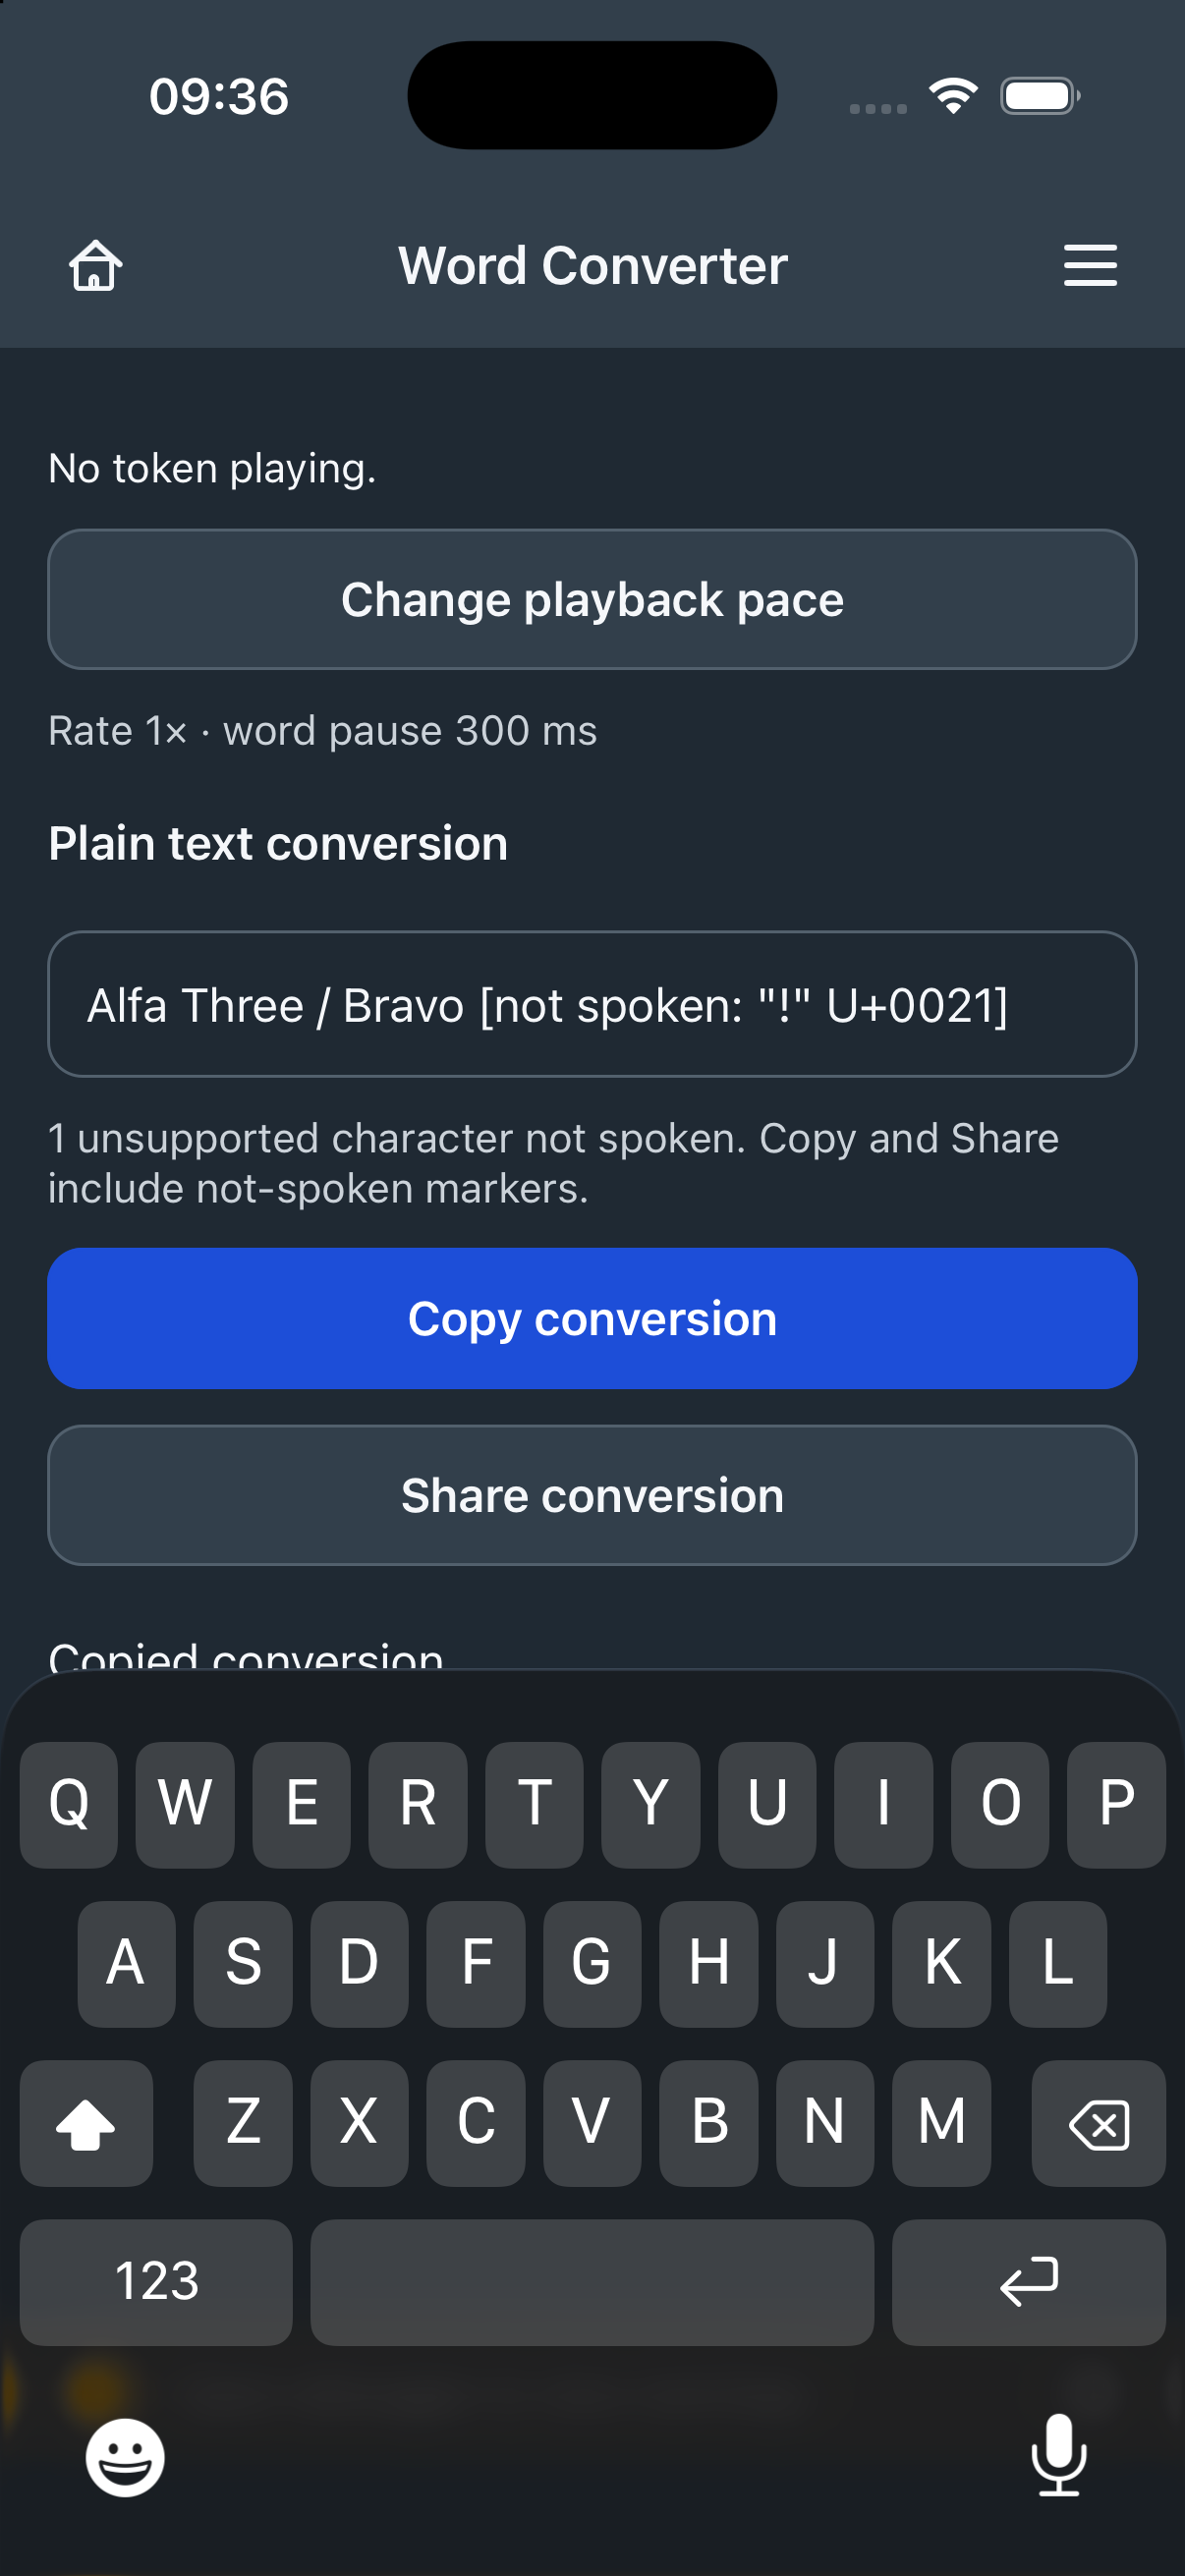 09:36
Word Converter
No token playing.
Change playback pace
Rate 1× · word pause 300 ms
Plain text conversion
Alfa Three / Bravo [not spoken: "!" U+0021]
1 unsupported character not spoken. Copy and Share
include not-spoken markers.
Copy conversion
Share conversion
Copied conversion
Q W E R T Y U I O P
A S D F G H J K L
Z X C V B N M
123